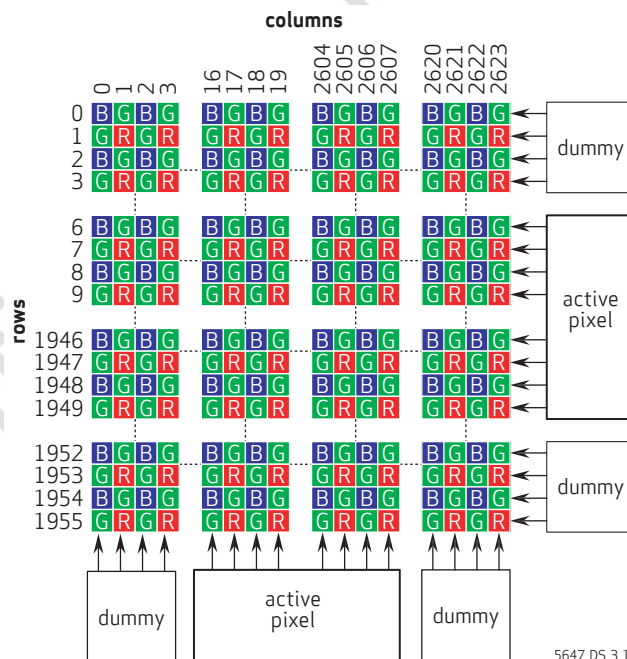 columns
0 1 2 3 16 17 18 19 2604 2605 2606 2607 2620 2621 2622 2623
0 B G B G B G B G B G B G B G B G
1 G R G R G R G R G R G R G R G R
2 B G B G B G B G B G B G B G B G
3 G R G R G R G R G R G R G R G R
dummy
6 B G B G B G B G B G B G B G B G
7 G R G R G R G R G R G R G R G R
8 B G B G B G B G B G B G B G B G
9 G R G R G R G R G R G R G R G R
active
pixel
rows
1946 B G B G B G B G B G B G B G B G
1947 G R G R G R G R G R G R G R G R
1948 B G B G B G B G B G B G B G B G
1949 G R G R G R G R G R G R G R G R
1952 B G B G B G B G B G B G B G B G
1953 G R G R G R G R G R G R G R G R
1954 B G B G B G B G B G B G B G B G
1955 G R G R G R G R G R G R G R G R
dummy
dummy
active
pixel
dummy
5647 DS 3 1